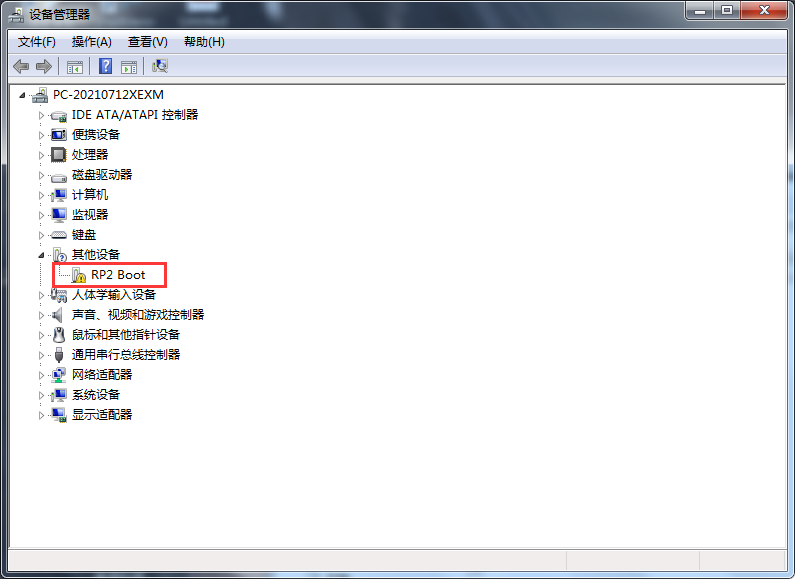 设备管理器
文件(F) 操作(A) 查看(V) 帮助(H)
PC-20210712XEXM
IDE ATA/ATAPI 控制器
便携设备
处理器
磁盘驱动器
计算机
监视器
键盘
其他设备
RP2 Boot
人体学输入设备
声音、视频和游戏控制器
鼠标和其他指针设备
通用串行总线控制器
网络适配器
系统设备
显示适配器